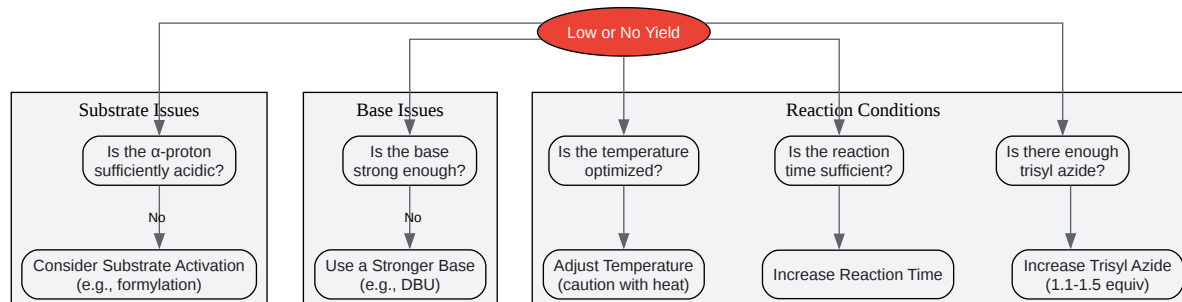 Low or No Yield
Substrate Issues
Base Issues
Reaction Conditions
Is the α-proton
sufficiently acidic?
Is the base
strong enough?
Is the temperature
optimized?
Is the reaction
time sufficient?
Is there enough
trisyl azide?
No
No
Consider Substrate Activation
(e.g., formylation)
Use a Stronger Base
(e.g., DBU)
Adjust Temperature
(caution with heat)
Increase Reaction Time
Increase Trisyl Azide
(1.1-1.5 equiv)